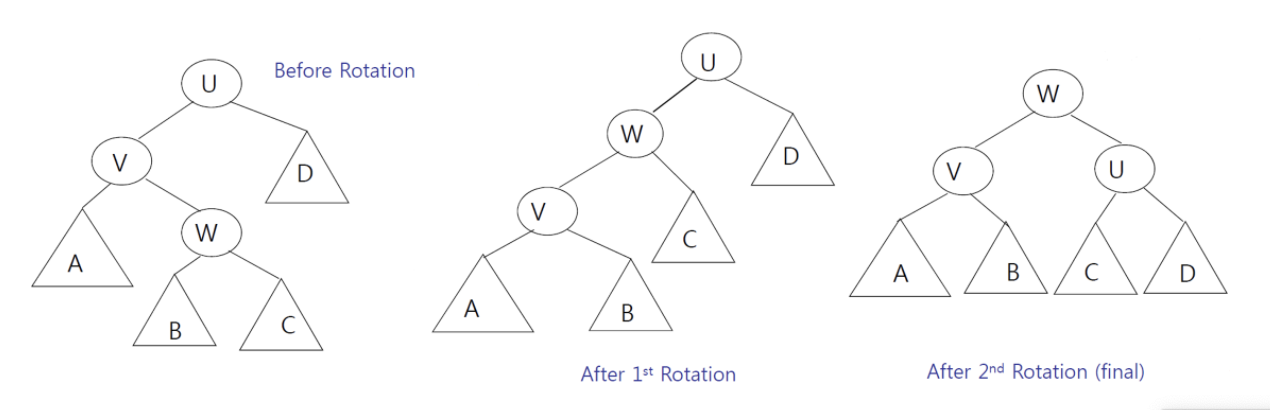 Before Rotation
U
V
D
A
W
B
C
U
W
D
V
C
A
B
After 1st Rotation
W
V
U
A
B
C
D
After 2nd Rotation (final)